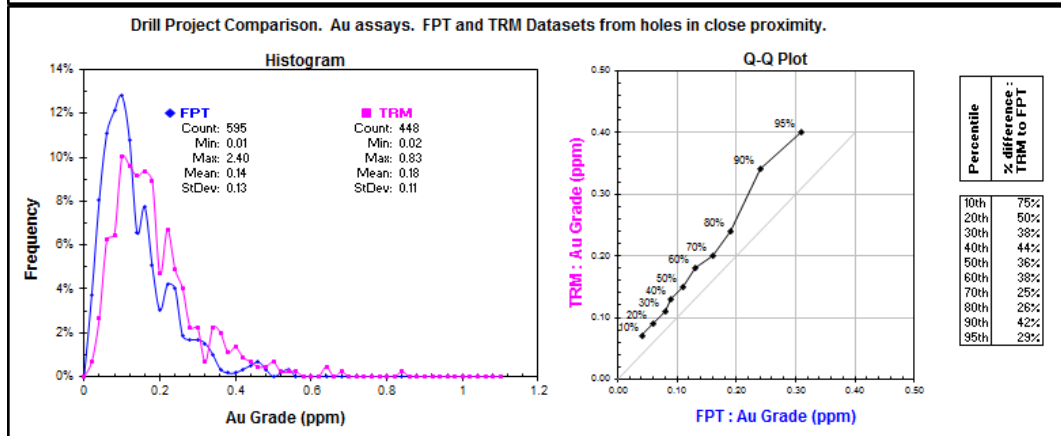 Drill Project Comparison. Au assays. FPT and TRM Datasets from holes in close proximity.
Histogram
14%
12%
10%
8%
6%
4%
2%
0%
Frequency
FPT
Count: 595
Min: 0.01
Max: 2.40
Mean: 0.14
StDev: 0.13
TRM
Count: 448
Min: 0.02
Max: 0.83
Mean: 0.18
StDev: 0.11
0 0.2 0.4 0.6 0.8 1 1.2
Au Grade (ppm)
Q-Q Plot
0.50
0.40
0.30
0.20
0.10
0.00
TRM : Au Grade (ppm)
95%
90%
80%
70%
60%
50%
40%
30%
20%
10%
0.00 0.10 0.20 0.30 0.40 0.50
FPT : Au Grade (ppm)
Percentile
% difference :
TRM to FPT
10th 75%
20th 50%
30th 38%
40th 44%
50th 36%
60th 38%
70th 25%
80th 26%
90th 42%
95th 29%